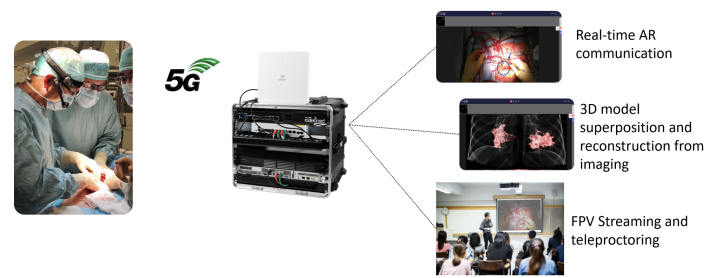 5G
Real-time AR
communication
3D model
superposition and
reconstruction from
imaging
FPV Streaming and
teleproctoring